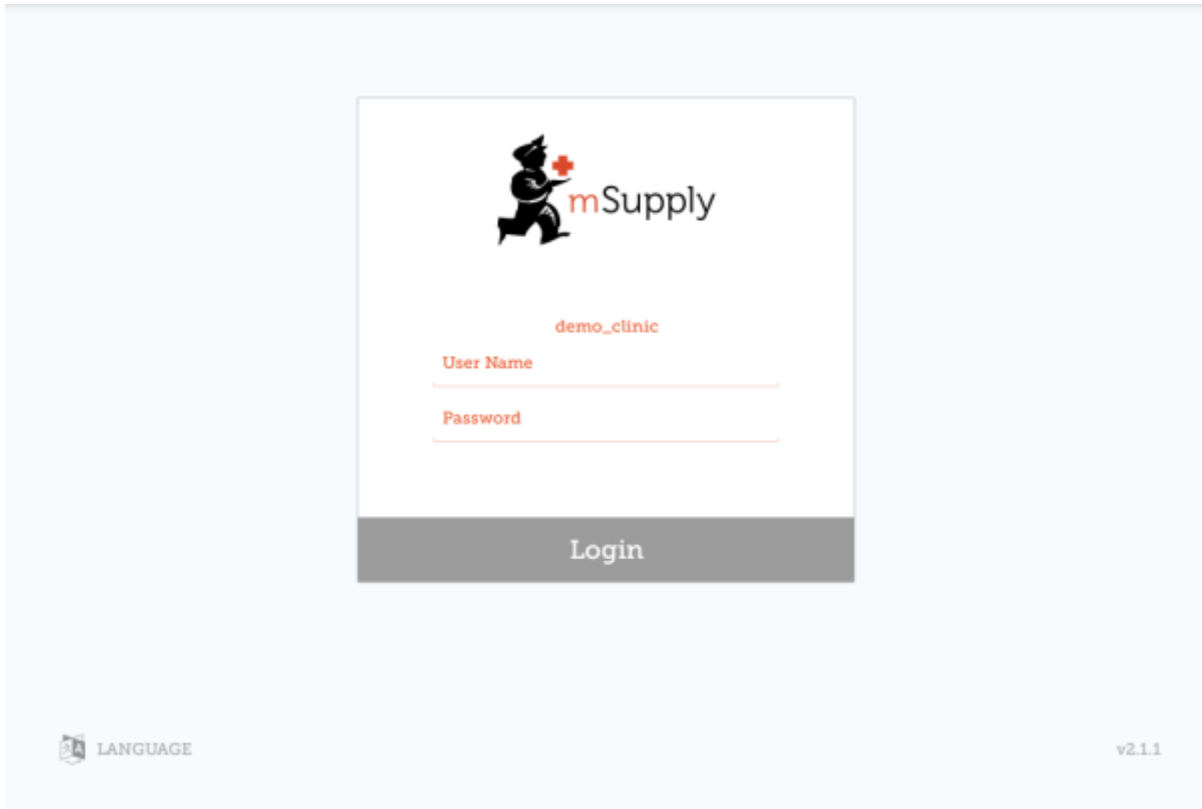 mSupply
demo_clinic
User Name
Password
Login
LANGUAGE
v2.1.1